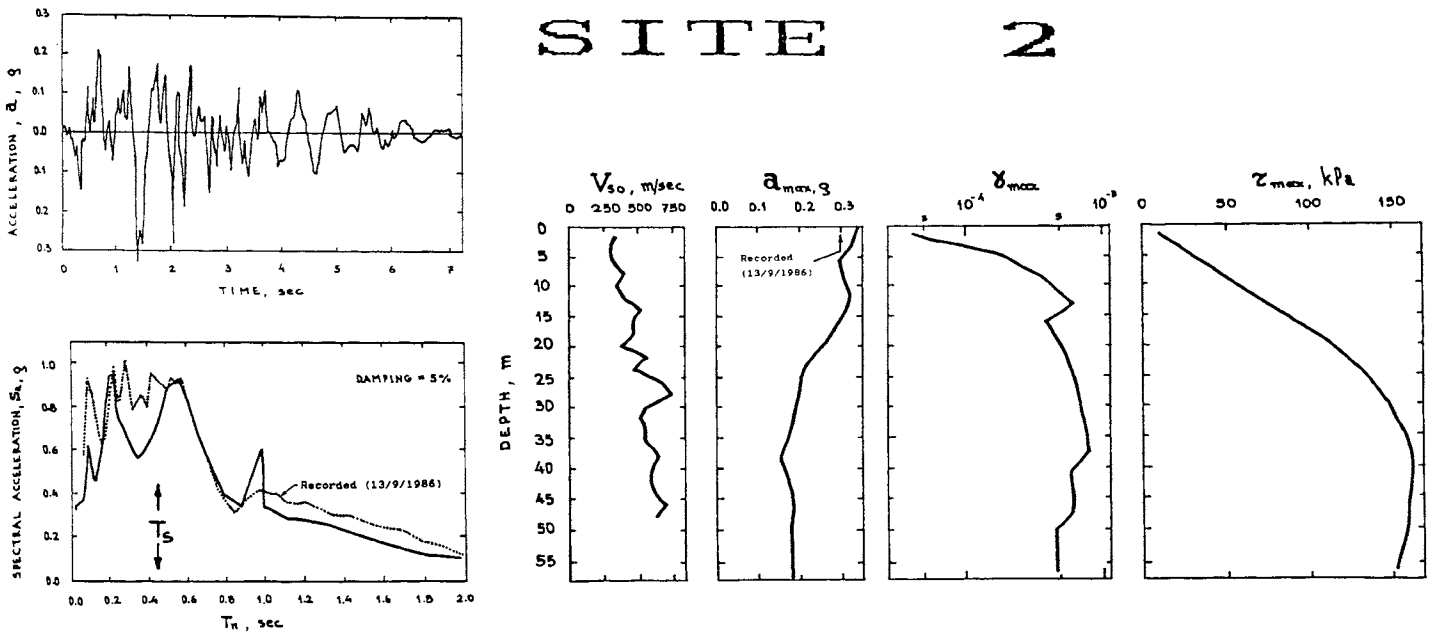 SITE 2
0.3
0.2
0.1
0.0
0.1
0.2
0.3
ACCELERATION, a, g
0 1 2 3 4 5 6 7
TIME, sec
1.0
0.8
0.6
0.4
0.2
0.0
SPECTRAL ACCELERATION, Sa, g
DAMPING = 5%
Recorded (13/9/1986)
Ts
0.0 0.2 0.4 0.6 0.8 1.0 1.2 1.4 1.6 1.8 2.0
Tn, sec
Vso, m/sec
0 250 500 750
DEPTH, m
0
5
10
15
20
25
30
35
40
45
50
55
amax, g
0.0 0.1 0.2 0.3
Recorded
(13/9/1986)
γmax
5 10⁻⁴ 5 10⁻³
τmax, kPa
0 50 100 150